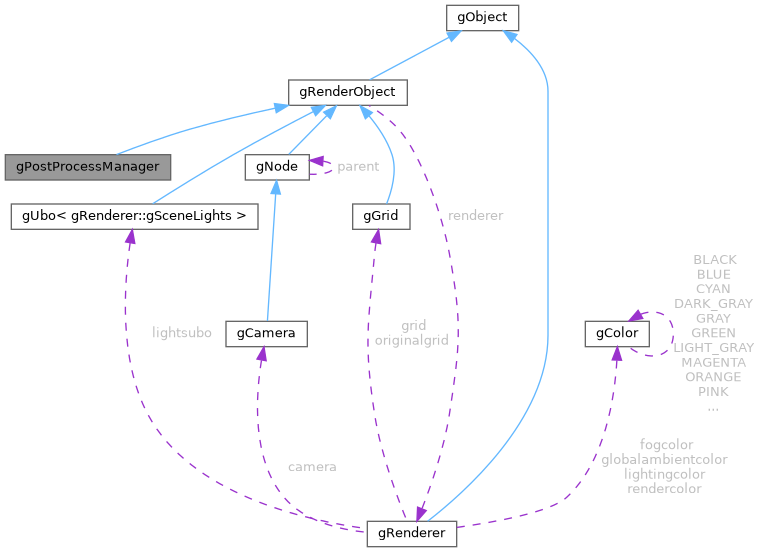 gObject
gRenderObject
gPostProcessManager
gNode
parent
gUbo< gRenderer::gSceneLights >
gGrid
renderer
BLACK
BLUE
CYAN
DARK_GRAY
GRAY
GREEN
LIGHT_GRAY
MAGENTA
ORANGE
PINK
...
lightsubo
gCamera
grid
originalgrid
gColor
camera
fogcolor
globalambientcolor
lightingcolor
rendercolor
gRenderer